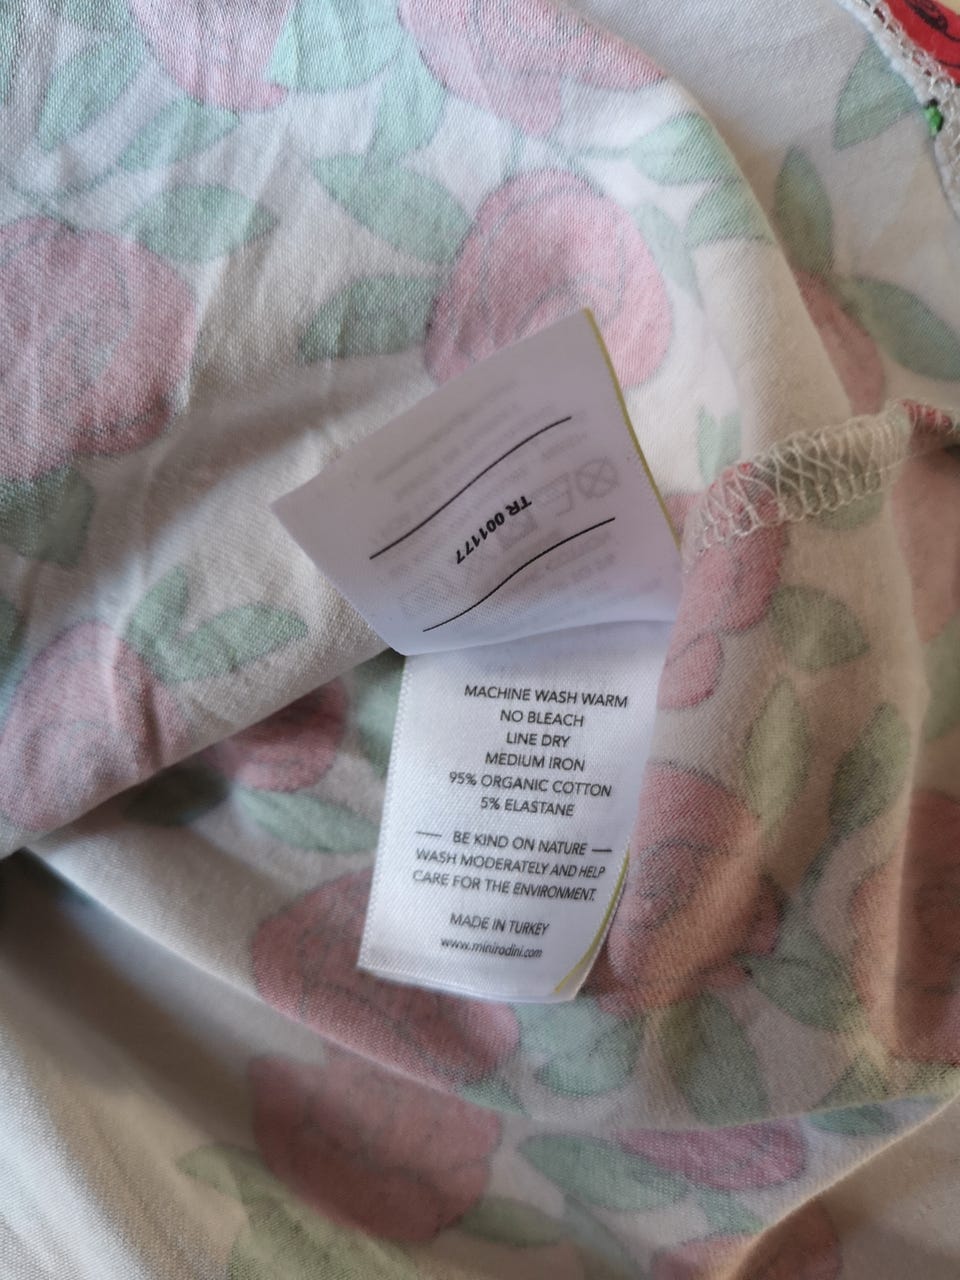 TR 001177
MACHINE WASH WARM
NO BLEACH
LINE DRY
MEDIUM IRON
95% ORGANIC COTTON
5% ELASTANE
BE KIND ON NATURE
WASH MODERATELY AND HELP
CARE FOR THE ENVIRONMENT.
MADE IN TURKEY
www.minirodini.com